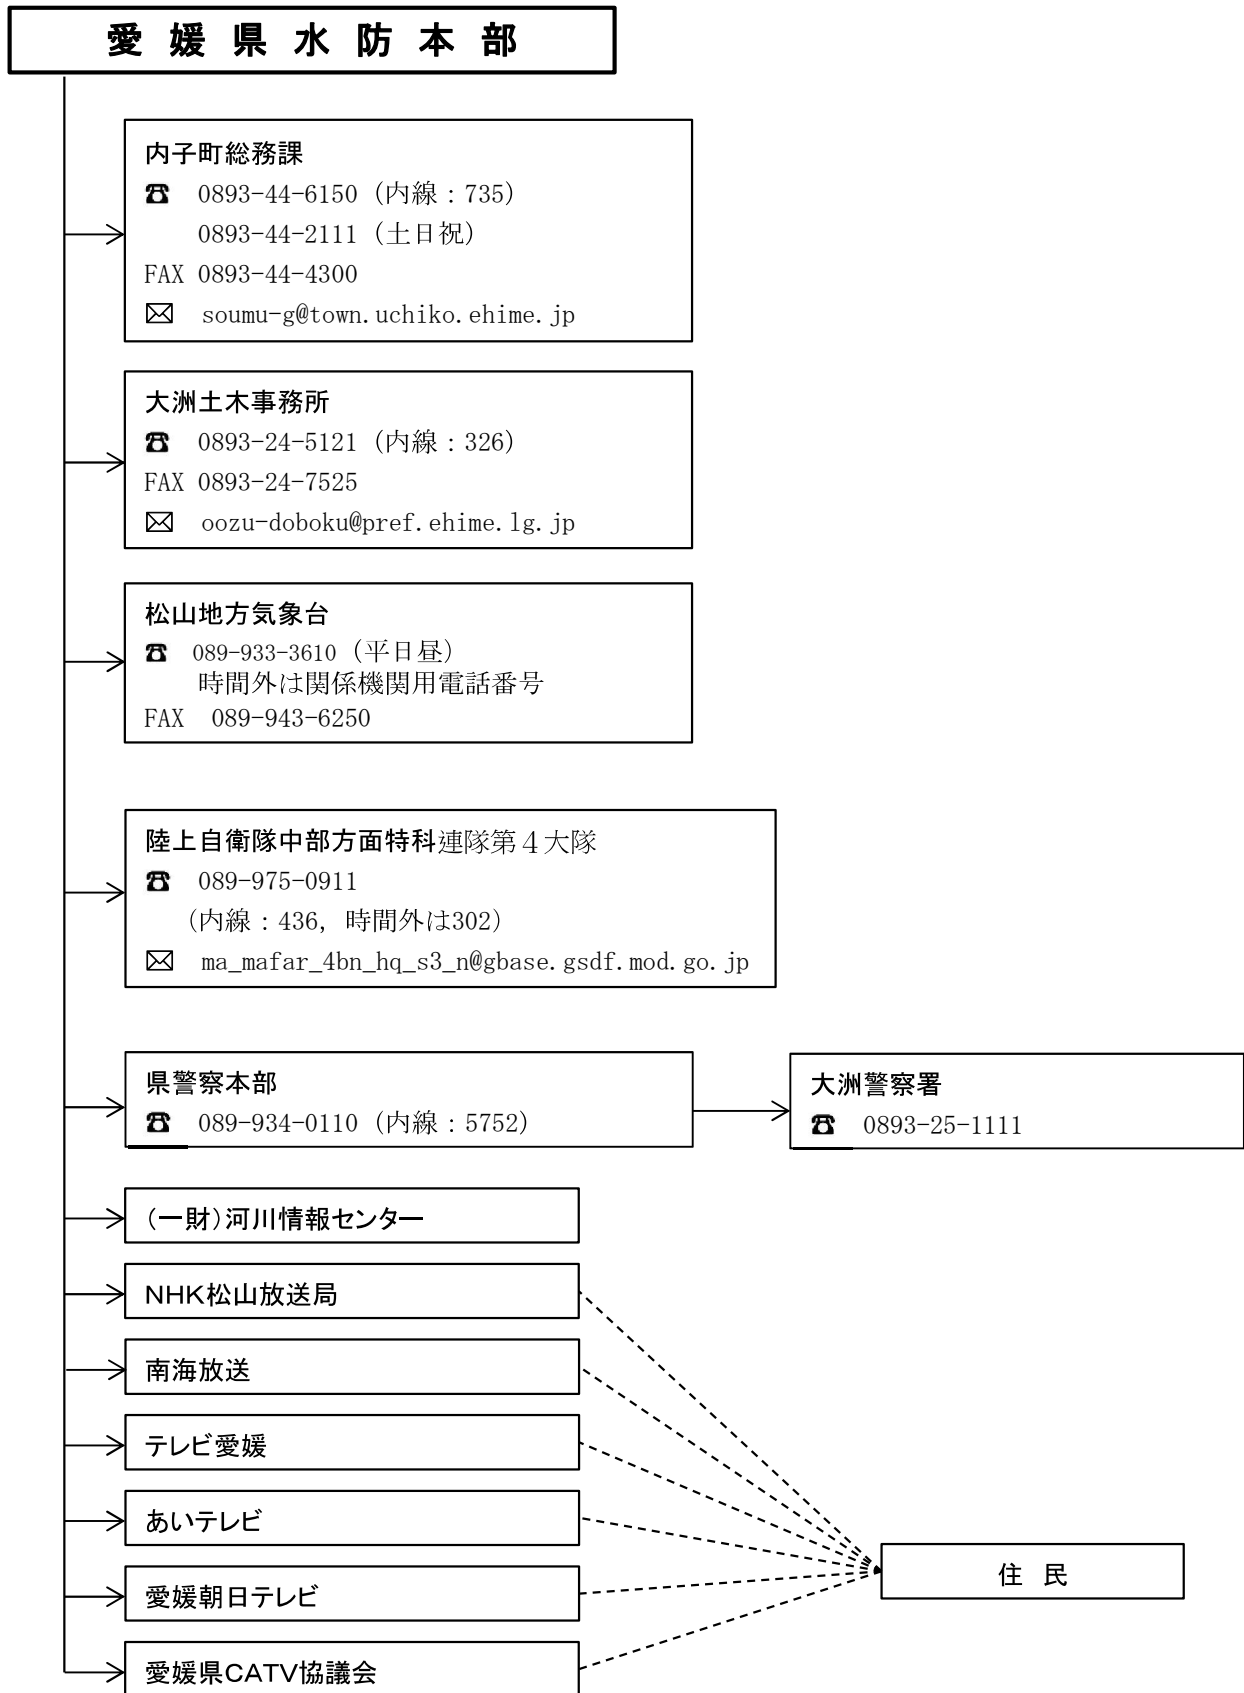 愛媛県水防本部
内子町総務課
☎ 0893-44-6150（内線：735）
0893-44-2111（土日祝）
FAX 0893-44-4300
✉ soumu-g@town.uchiko.ehime.jp
大洲土木事務所
☎ 0893-24-5121（内線：326）
FAX 0893-24-7525
✉ oozu-doboku@pref.ehime.lg.jp
松山地方気象台
☎ 089-933-3610（平日昼）
時間外は関係機関用電話番号
FAX 089-943-6250
陸上自衛隊中部方面特科連隊第４大隊
☎ 089-975-0911
（内線：436，時間外は302）
✉ ma_mafar_4bn_hq_s3_n@gbase.gsdf.mod.go.jp
県警察本部
☎ 089-934-0110（内線：5752）
大洲警察署
☎ 0893-25-1111
（一財）河川情報センター
NHK松山放送局
南海放送
テレビ愛媛
あいテレビ
愛媛朝日テレビ
愛媛県CATV協議会
住 民